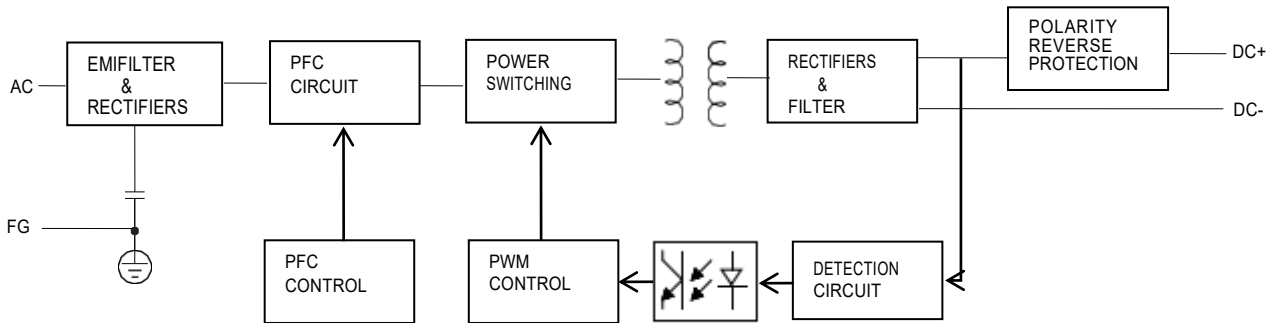 AC
EMIFILTER
&
RECTIFIERS
PFC
CIRCUIT
POWER
SWITCHING
RECTIFIERS
&
FILTER
POLARITY
REVERSE
PROTECTION
DC+
DC-
FG
PFC
CONTROL
PWM
CONTROL
DETECTION
CIRCUIT